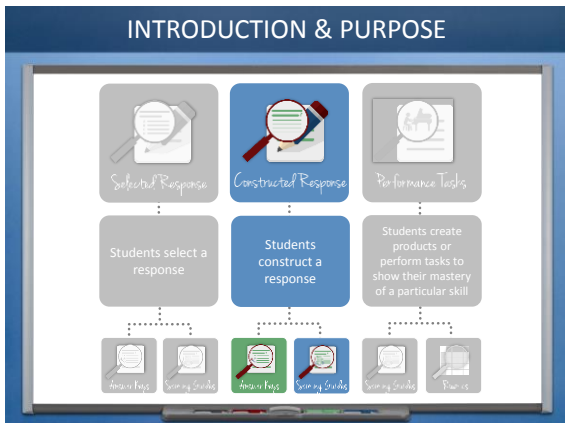 INTRODUCTION & PURPOSE
Selected Response
Constructed Response
Performance Tasks
Students select a
response
Students
construct a
response
Students create
products or
perform tasks to
show their mastery
of a particular skill
Answer Keys
Scoring Guides
Answer Keys
Scoring Guides
Scoring Guides
Rubrics